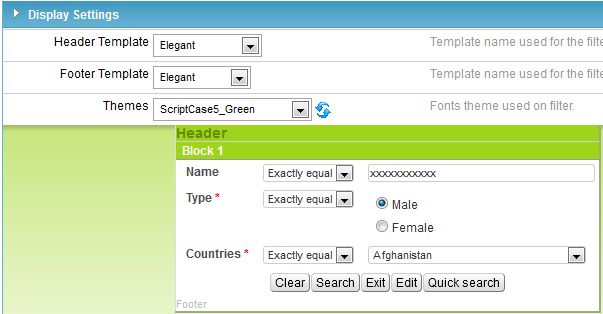 Display Settings
Header Template Elegant Template name used for the filte
Footer Template Elegant Template name used for the filte
Themes ScriptCase5_Green Fonts theme used on filter.
Header
Block 1
Name Exactly equal xxxxxxxxxxx
Type * Exactly equal Male
Female
Countries * Exactly equal Afghanistan
Clear Search Exit Edit Quick search
Footer